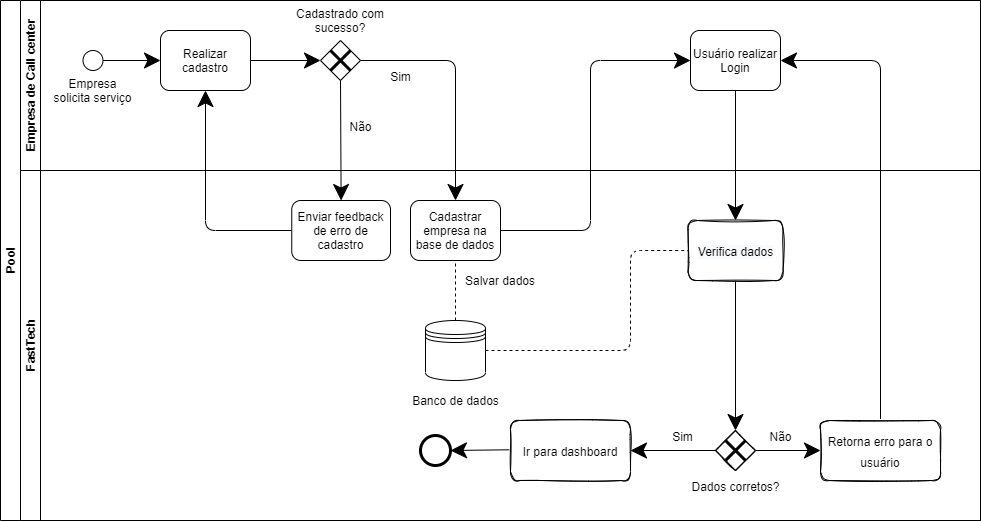 Pool
Empresa de Call center
FastTech
Empresa
solicita serviço
Realizar
cadastro
Cadastrado com
sucesso?
Sim
Não
Usuário realizar
Login
Enviar feedback
de erro de
cadastro
Cadastrar
empresa na
base de dados
Salvar dados
Verifica dados
Banco de dados
Ir para dashboard
Sim
Não
Dados corretos?
Retorna erro para o
usuário